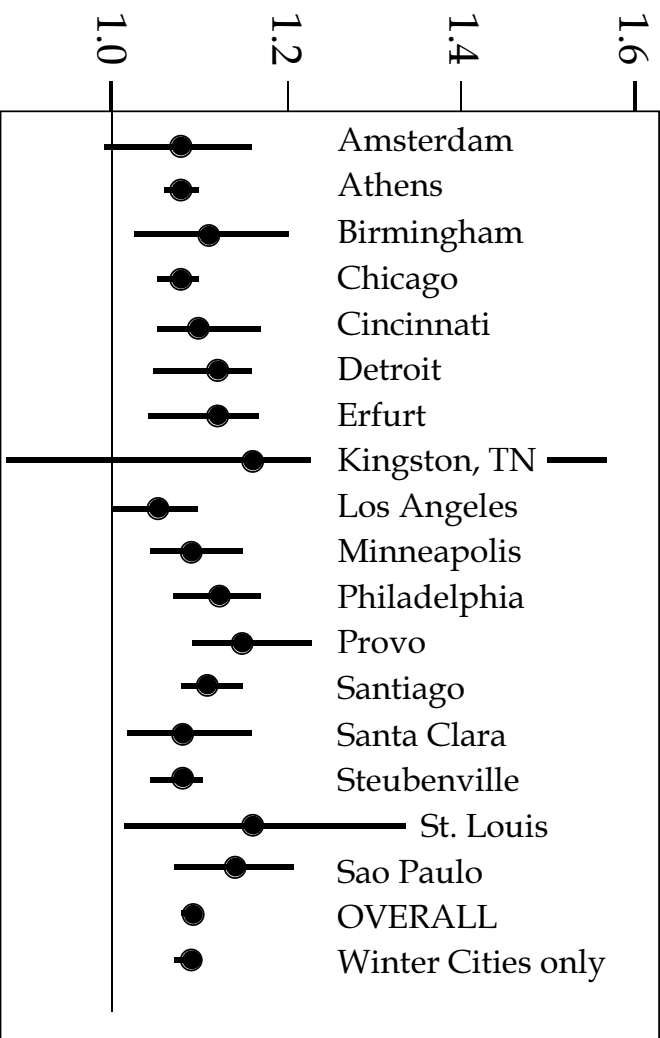 1.0 1.2 1.4 1.6
Amsterdam
Athens
Birmingham
Chicago
Cincinnati
Detroit
Erfurt
Kingston, TN
Los Angeles
Minneapolis
Philadelphia
Provo
Santiago
Santa Clara
Steubenville
St. Louis
Sao Paulo
OVERALL
Winter Cities only